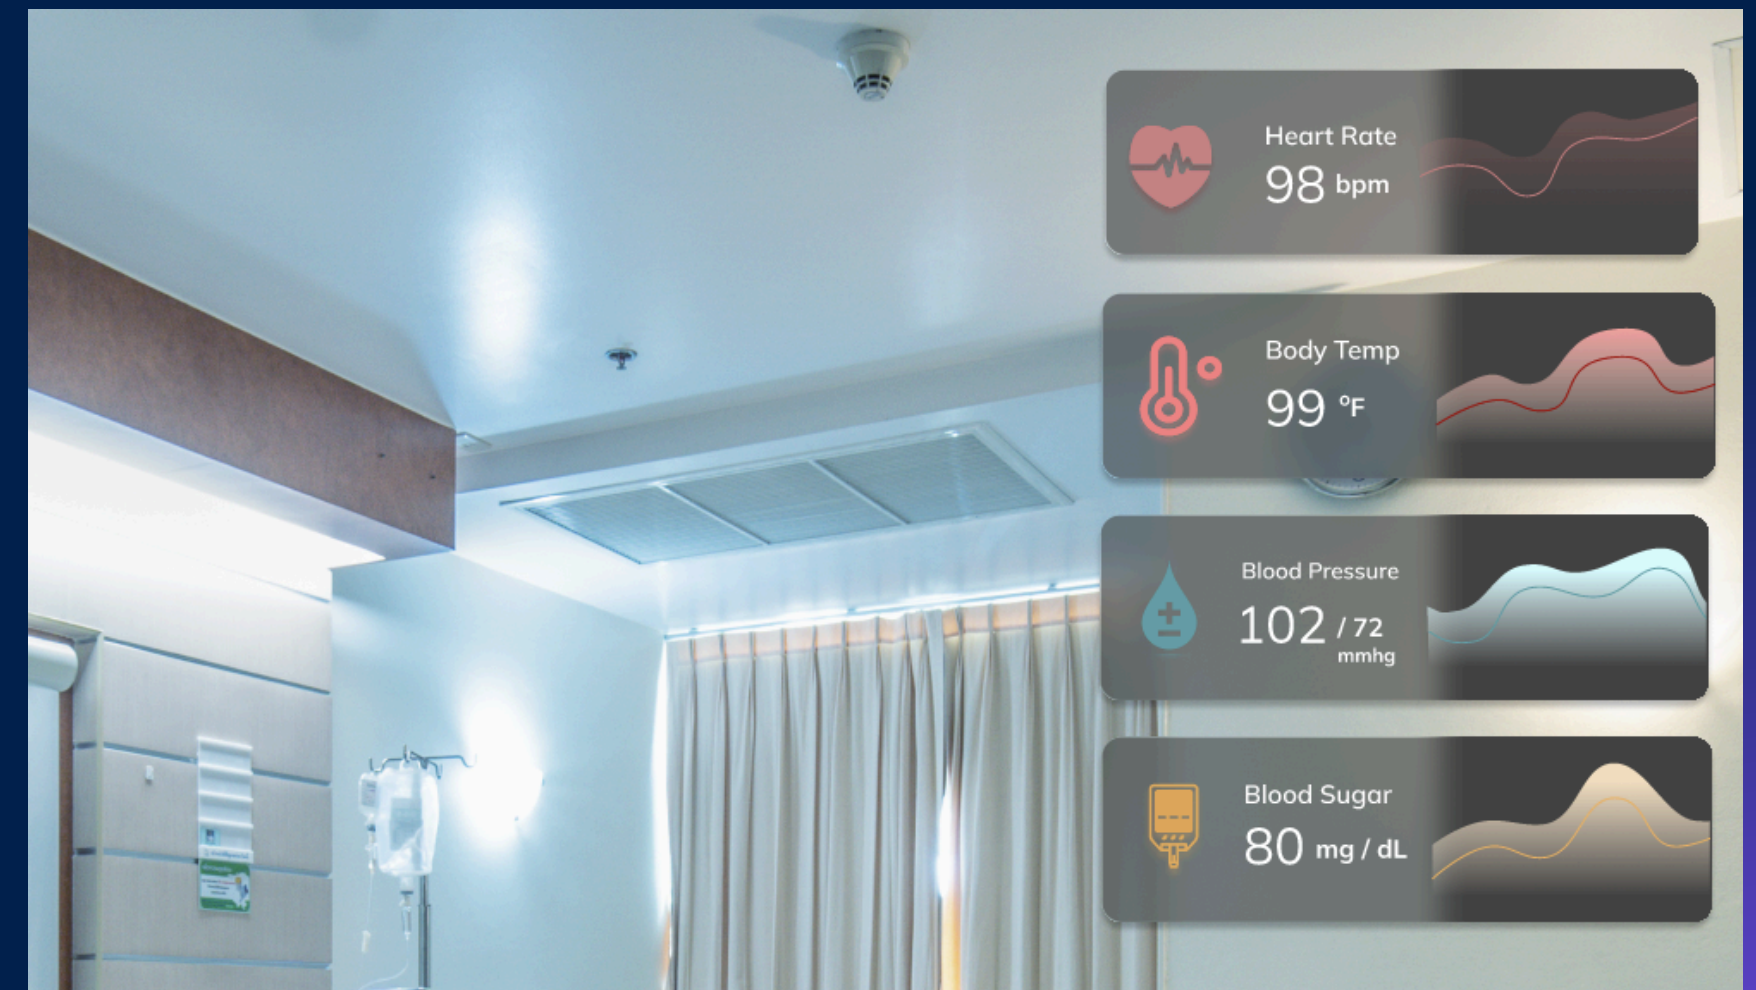 Heart Rate
98 bpm
Body Temp
99 °F
Blood Pressure
102 / 72
mmhg
Blood Sugar
80 mg / dL